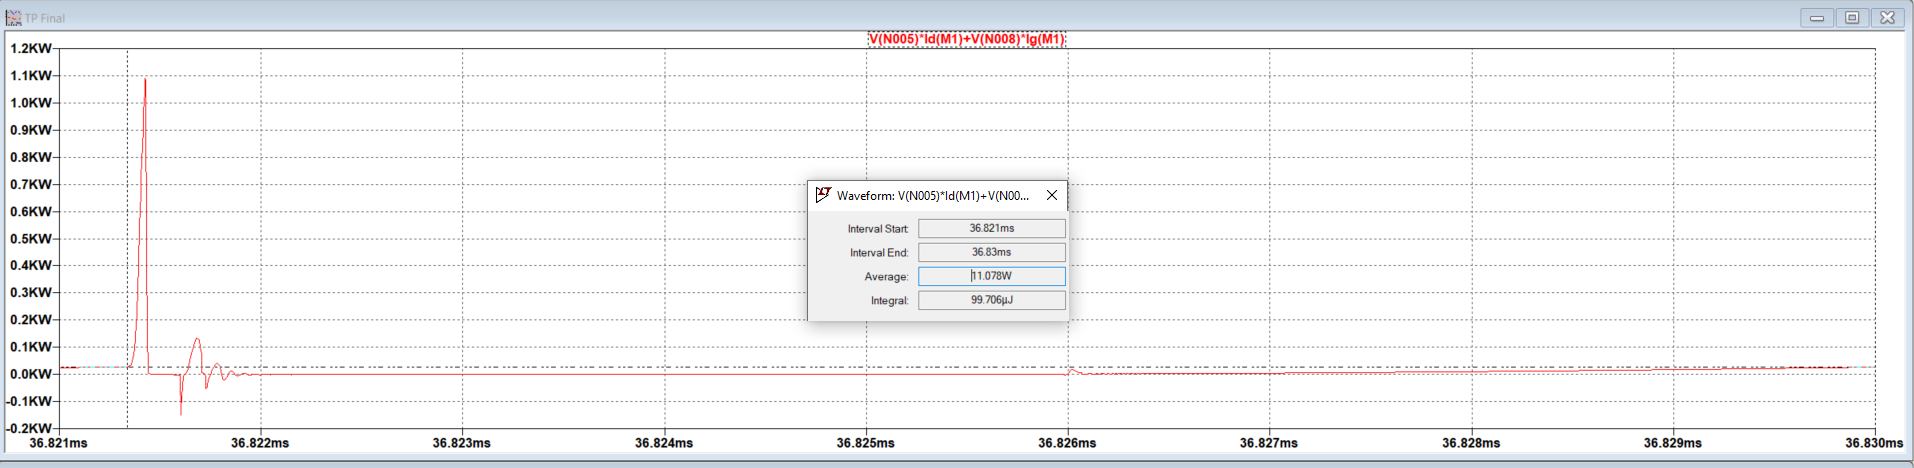 TP Final
V(N005)*Id(M1)+V(N008)*Ig(M1)
1.2KW
1.1KW
1.0KW
0.9KW
0.8KW
0.7KW
0.6KW
0.5KW
0.4KW
0.3KW
0.2KW
0.1KW
0.0KW
-0.1KW
-0.2KW
36.821ms 36.822ms 36.823ms 36.824ms 36.825ms 36.826ms 36.827ms 36.828ms 36.829ms 36.830ms
Waveform: V(N005)*Id(M1)+V(N00...
Interval Start: 36.821ms
Interval End: 36.83ms
Average: 11.078W
Integral: 99.706µJ